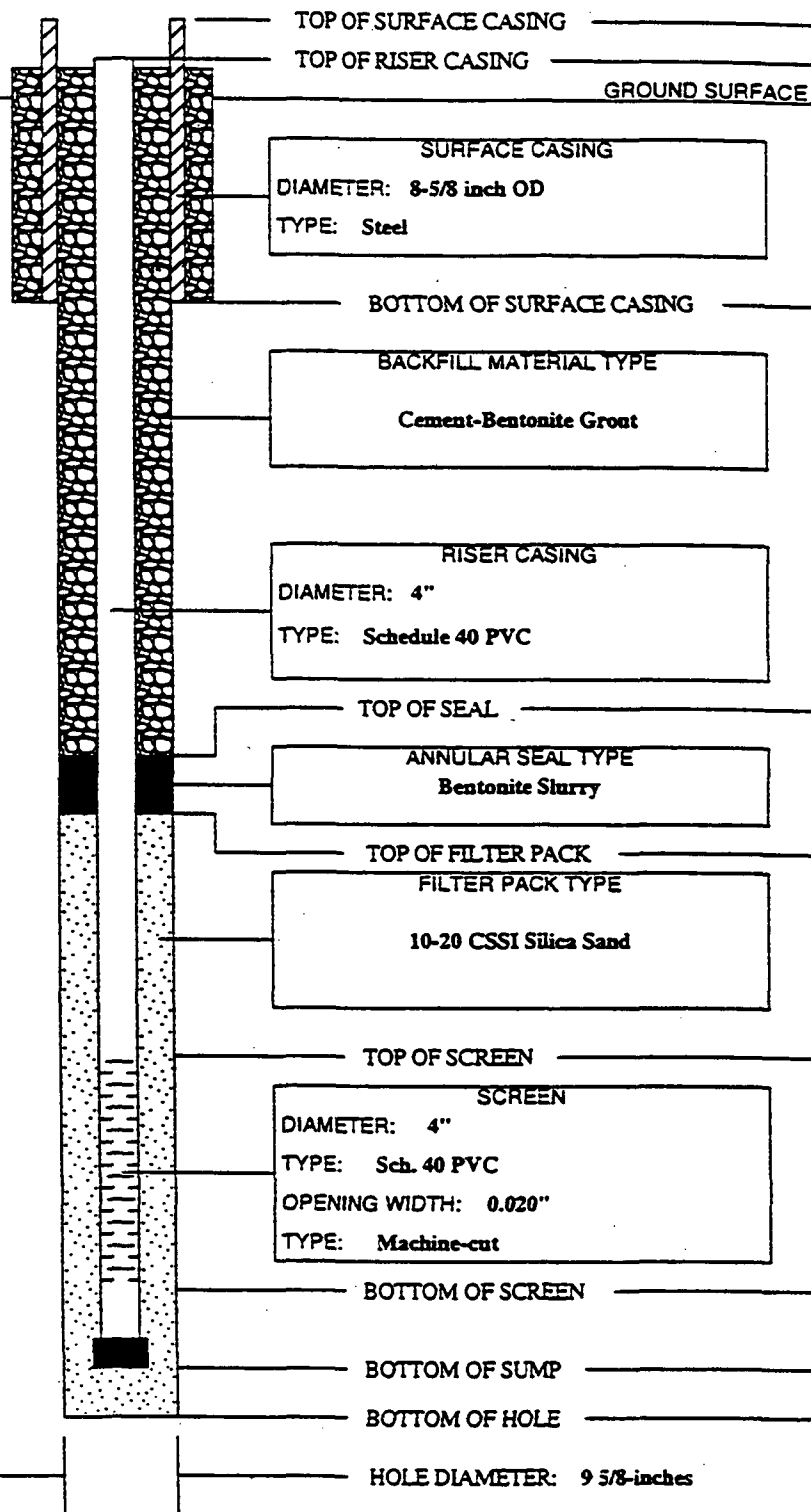 TOP OF SURFACE CASING
TOP OF RISER CASING
GROUND SURFACE
SURFACE CASING
DIAMETER: 8-5/8 inch OD
TYPE: Steel
BOTTOM OF SURFACE CASING
BACKFILL MATERIAL TYPE
Cement-Bentonite Grout
RISER CASING
DIAMETER: 4"
TYPE: Schedule 40 PVC
TOP OF SEAL
ANNULAR SEAL TYPE
Bentonite Slurry
TOP OF FILTER PACK
FILTER PACK TYPE
10-20 CSSI Silica Sand
TOP OF SCREEN
SCREEN
DIAMETER: 4"
TYPE: Sch. 40 PVC
OPENING WIDTH: 0.020"
TYPE: Machine-cut
BOTTOM OF SCREEN
BOTTOM OF SUMP
BOTTOM OF HOLE
HOLE DIAMETER: 9 5/8-inches